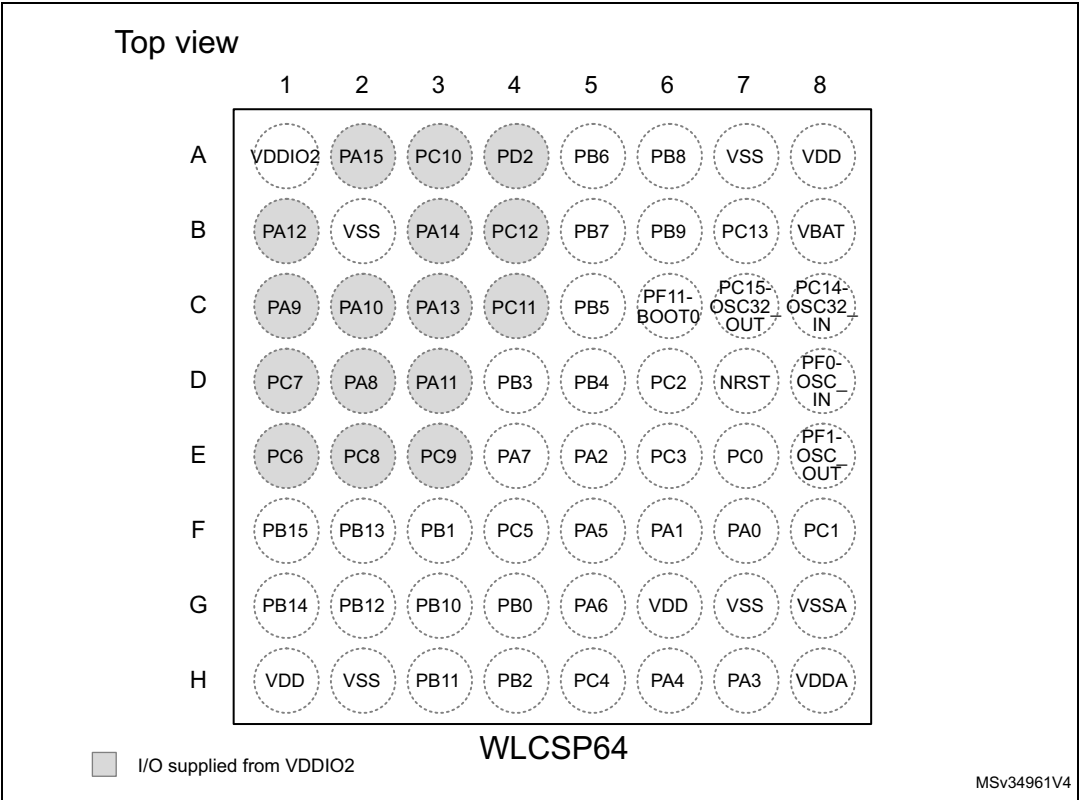 Top view
1 2 3 4 5 6 7 8
A VDDIO2 PA15 PC10 PD2 PB6 PB8 VSS VDD
B PA12 VSS PA14 PC12 PB7 PB9 PC13 VBAT
C PA9 PA10 PA13 PC11 PB5 PF11-BOOT0 PC15-OSC32_OUT PC14-OSC32_IN
D PC7 PA8 PA11 PB3 PB4 PC2 NRST PF0-OSC_IN
E PC6 PC8 PC9 PA7 PA2 PC3 PC0 PF1-OSC_OUT
F PB15 PB13 PB1 PC5 PA5 PA1 PA0 PC1
G PB14 PB12 PB10 PB0 PA6 VDD VSS VSSA
H VDD VSS PB11 PB2 PC4 PA4 PA3 VDDA
WLCSP64
I/O supplied from VDDIO2
MSv34961V4